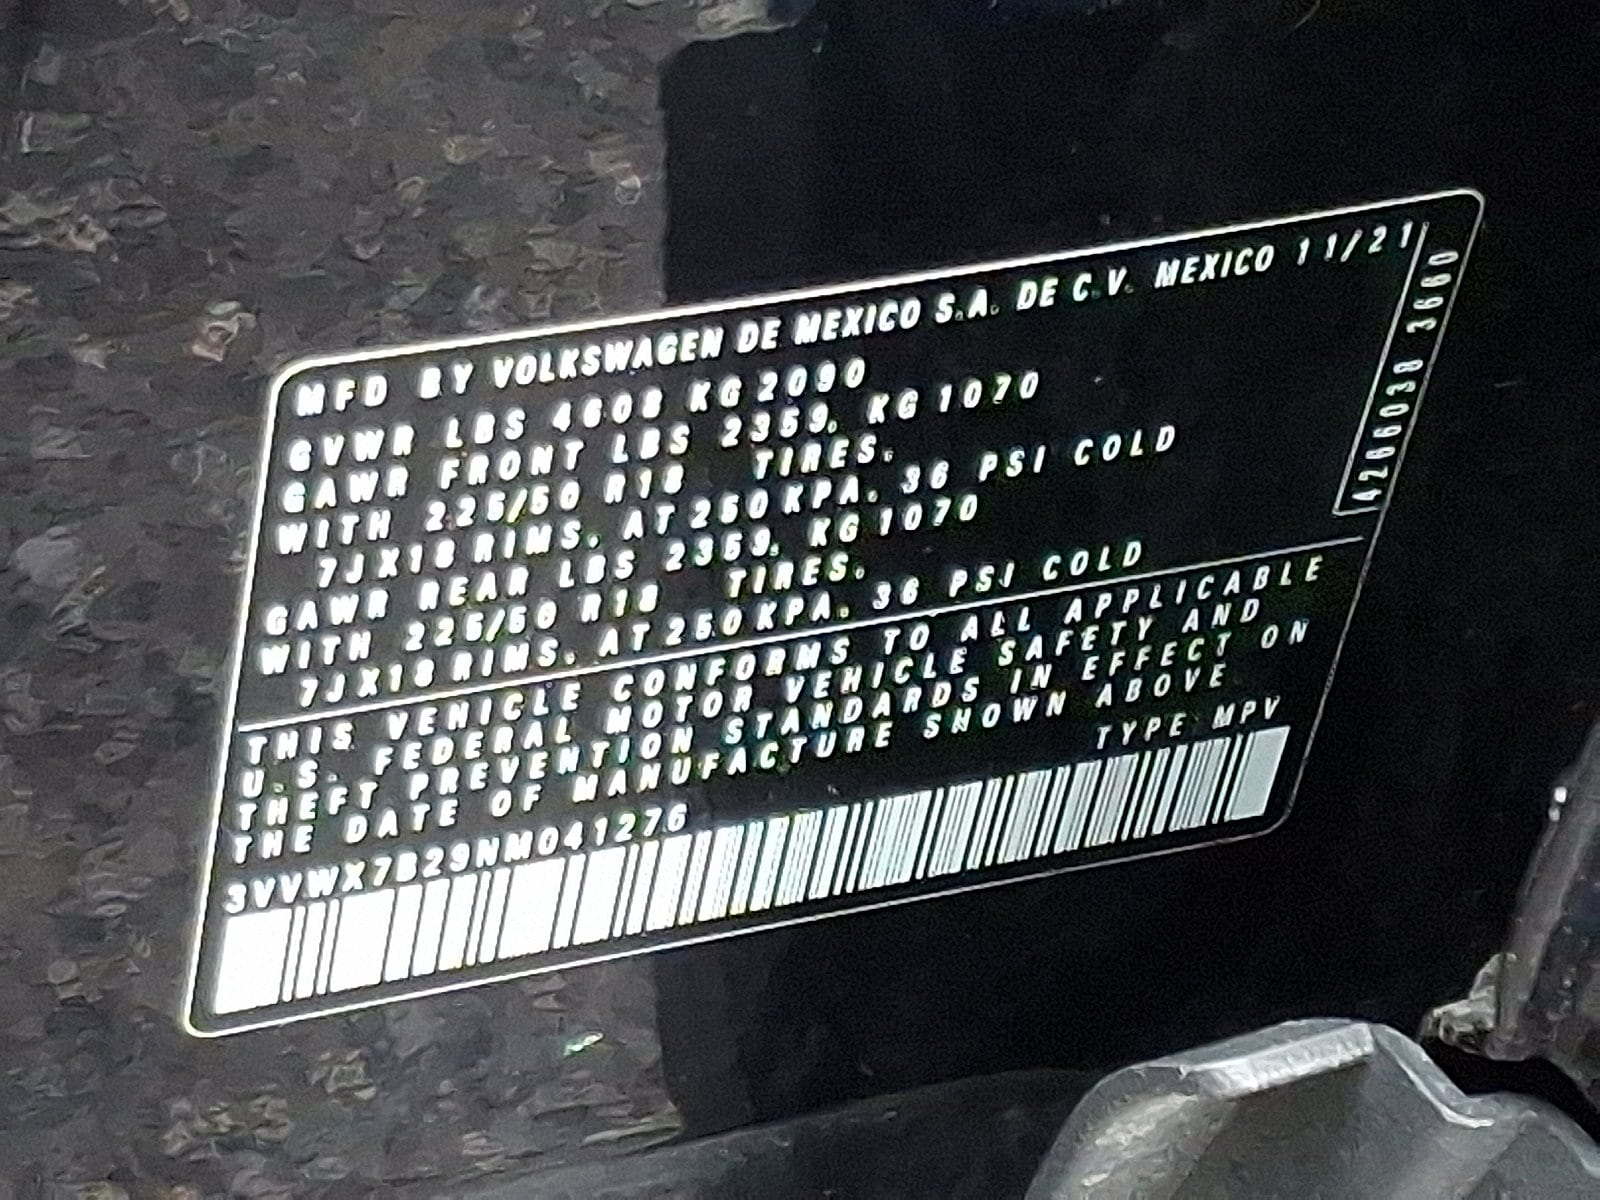 MFD BY VOLKSWAGEN DE MEXICO S.A. DE C.V. MEXICO 11/21
GVWR LBS 4608 KG 2090
GAWR FRONT LBS 2359. KG 1070
WITH 225/50 R18 TIRES.
7JX18 RIMS. AT 250 KPA. 36 PSI COLD
GAWR REAR LBS 2359. KG 1070
WITH 225/50 R18 TIRES.
7JX18 RIMS. AT 250 KPA. 36 PSI COLD
THIS VEHICLE CONFORMS TO ALL APPLICABLE
U.S. FEDERAL MOTOR VEHICLE SAFETY AND
THEFT PREVENTION STANDARDS IN EFFECT ON
THE DATE OF MANUFACTURE SHOWN ABOVE
TYPE MPV
3VVWX7B29NM041276
4266038 3660